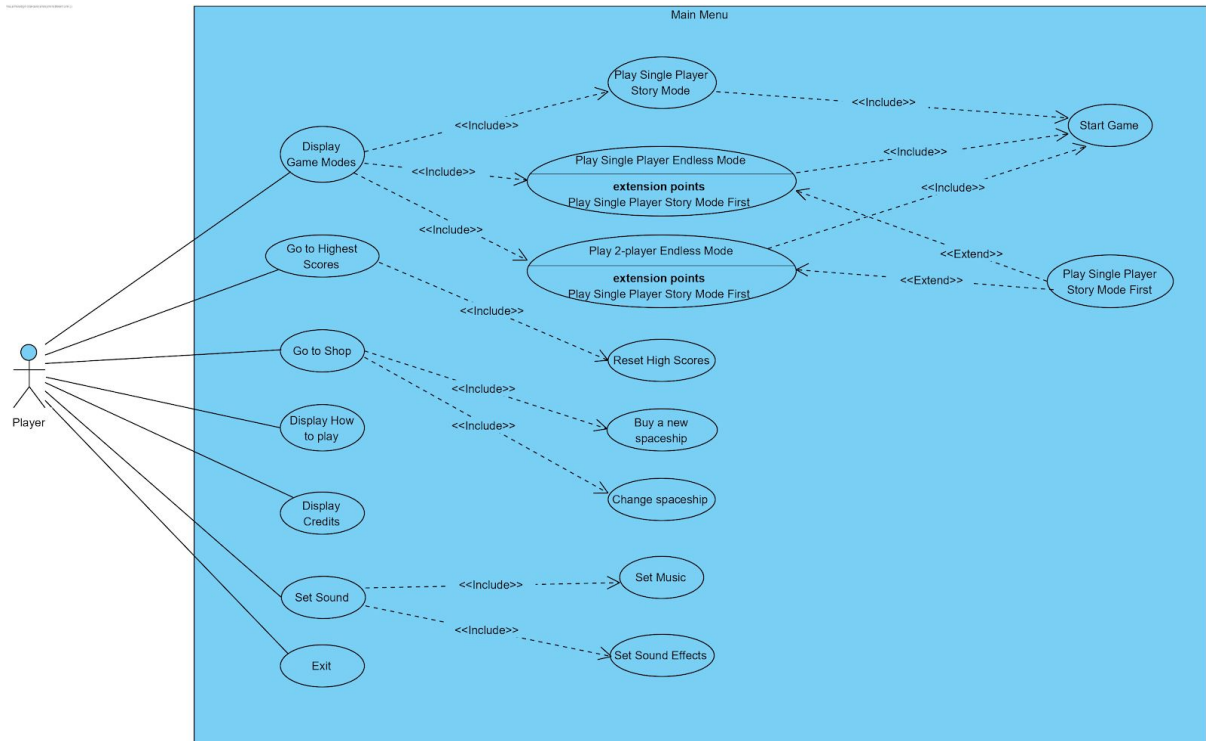 Main Menu
Play Single Player
Story Mode
<<Include>>
Start Game
<<Include>>
Display
Game Modes
Play Single Player Endless Mode
<<Include>>
<<Include>>
extension points
Play Single Player Story Mode First
<<Include>>
<<Include>>
Go to Highest
Scores
Play 2-player Endless Mode
<<Extend>>
extension points
Play Single Player Story Mode First
<<Extend>>
Play Single Player
Story Mode First
<<Include>>
Go to Shop
Reset High Scores
<<Include>>
Player
Display How
to play
<<Include>>
Buy a new
spaceship
Display
Credits
Change spaceship
Set Sound
<<Include>>
Set Music
<<Include>>
Exit
Set Sound Effects